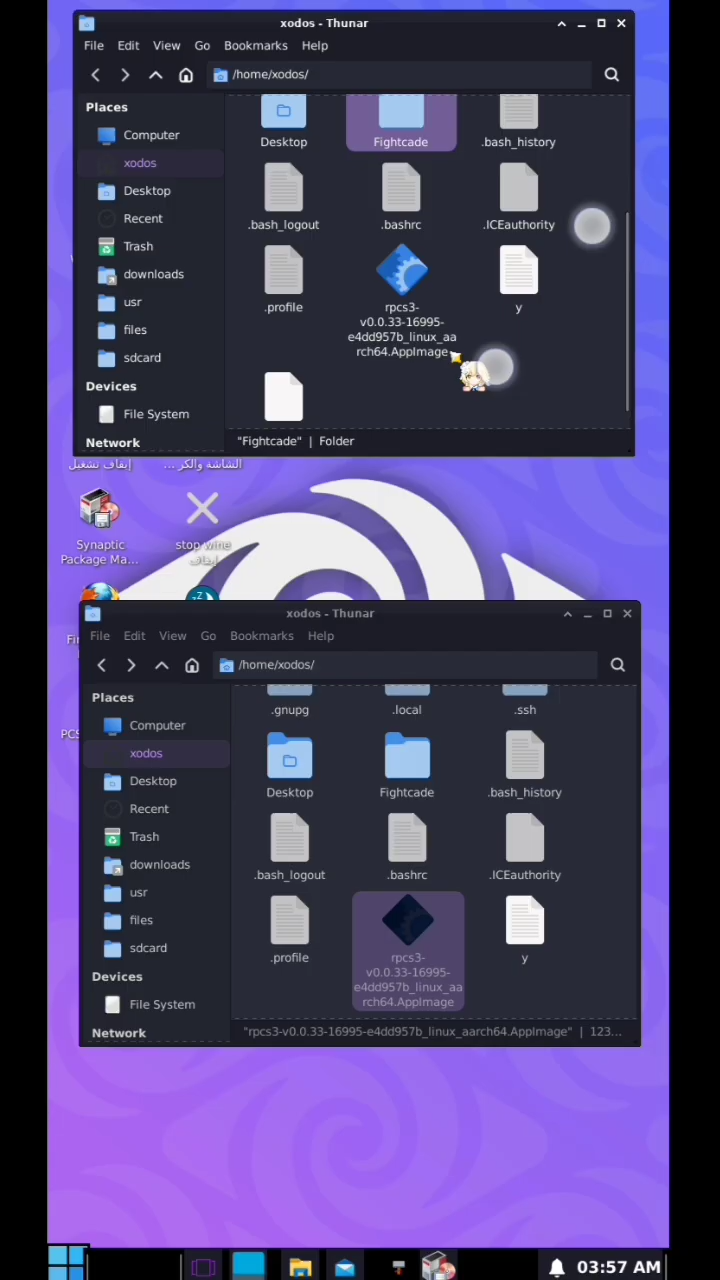 xodos - Thunar
File Edit View Go Bookmarks Help
/home/xodos/
Places
Computer
xodos
Desktop
Recent
Trash
downloads
usr
files
sdcard
Devices
File System
Network
Desktop
Fightcade
.bash_history
.bash_logout
.bashrc
.ICEauthority
.profile
rpcs3-
v0.0.33-16995-
e4dd957b_linux_aa
rch64.AppImage
y
"Fightcade" | Folder
إيقاف تشغيل
الشاشة والكر ...
Synaptic
Package Ma...
stop wine
إيقاف
xodos - Thunar
File Edit View Go Bookmarks Help
/home/xodos/
Places
Computer
xodos
Desktop
Recent
Trash
downloads
usr
files
sdcard
Devices
File System
Network
.gnupg
.local
.ssh
Desktop
Fightcade
.bash_history
.bash_logout
.bashrc
.ICEauthority
.profile
rpcs3-
v0.0.33-16995-
e4dd957b_linux_aa
rch64.AppImage
y
"rpcs3-v0.0.33-16995-e4dd957b_linux_aarch64.AppImage" | 123...
03:57 AM